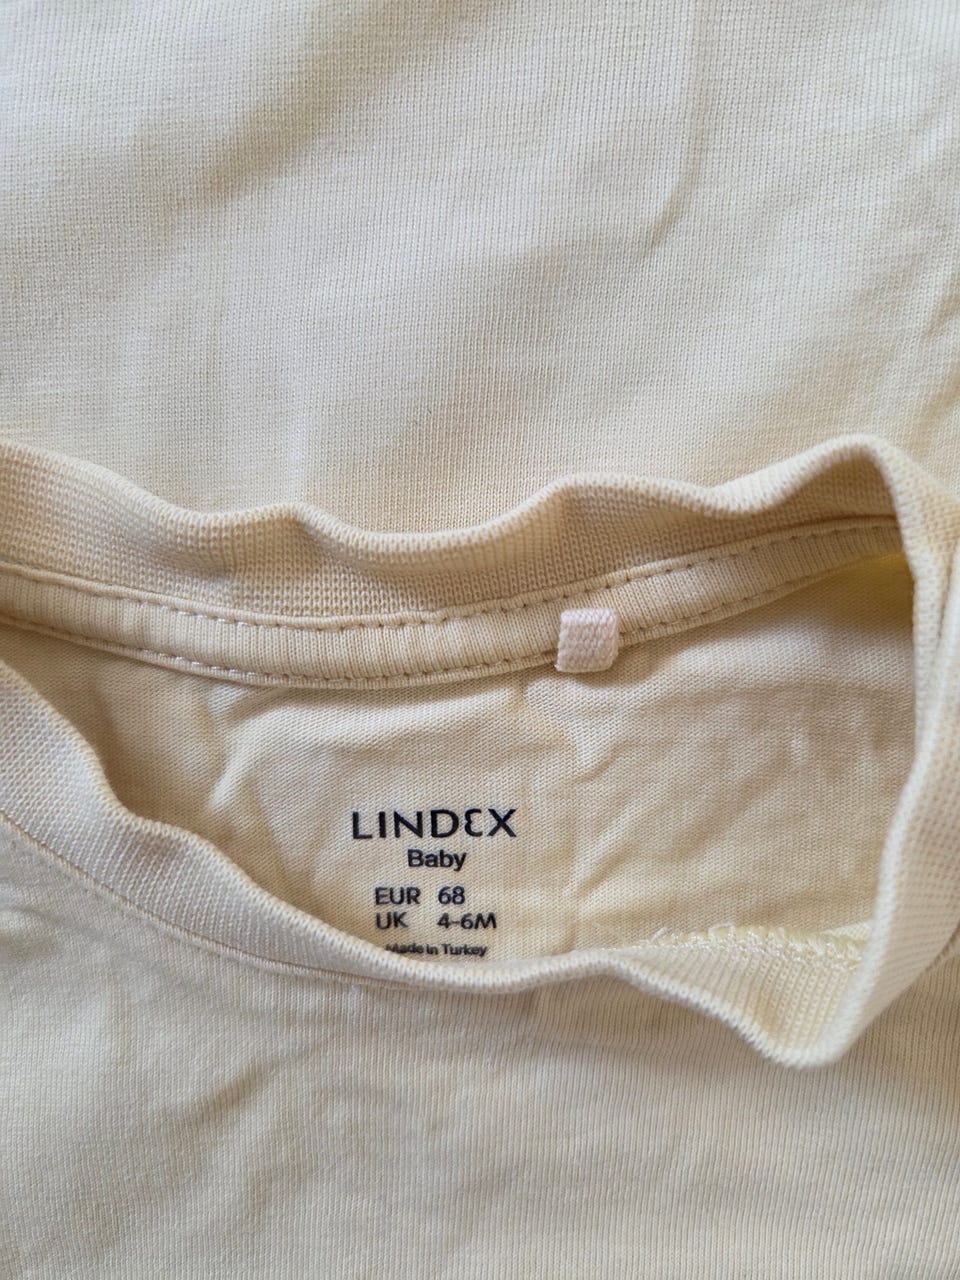 LINDEX
Baby
EUR 68
UK 4-6M
Made in Turkey